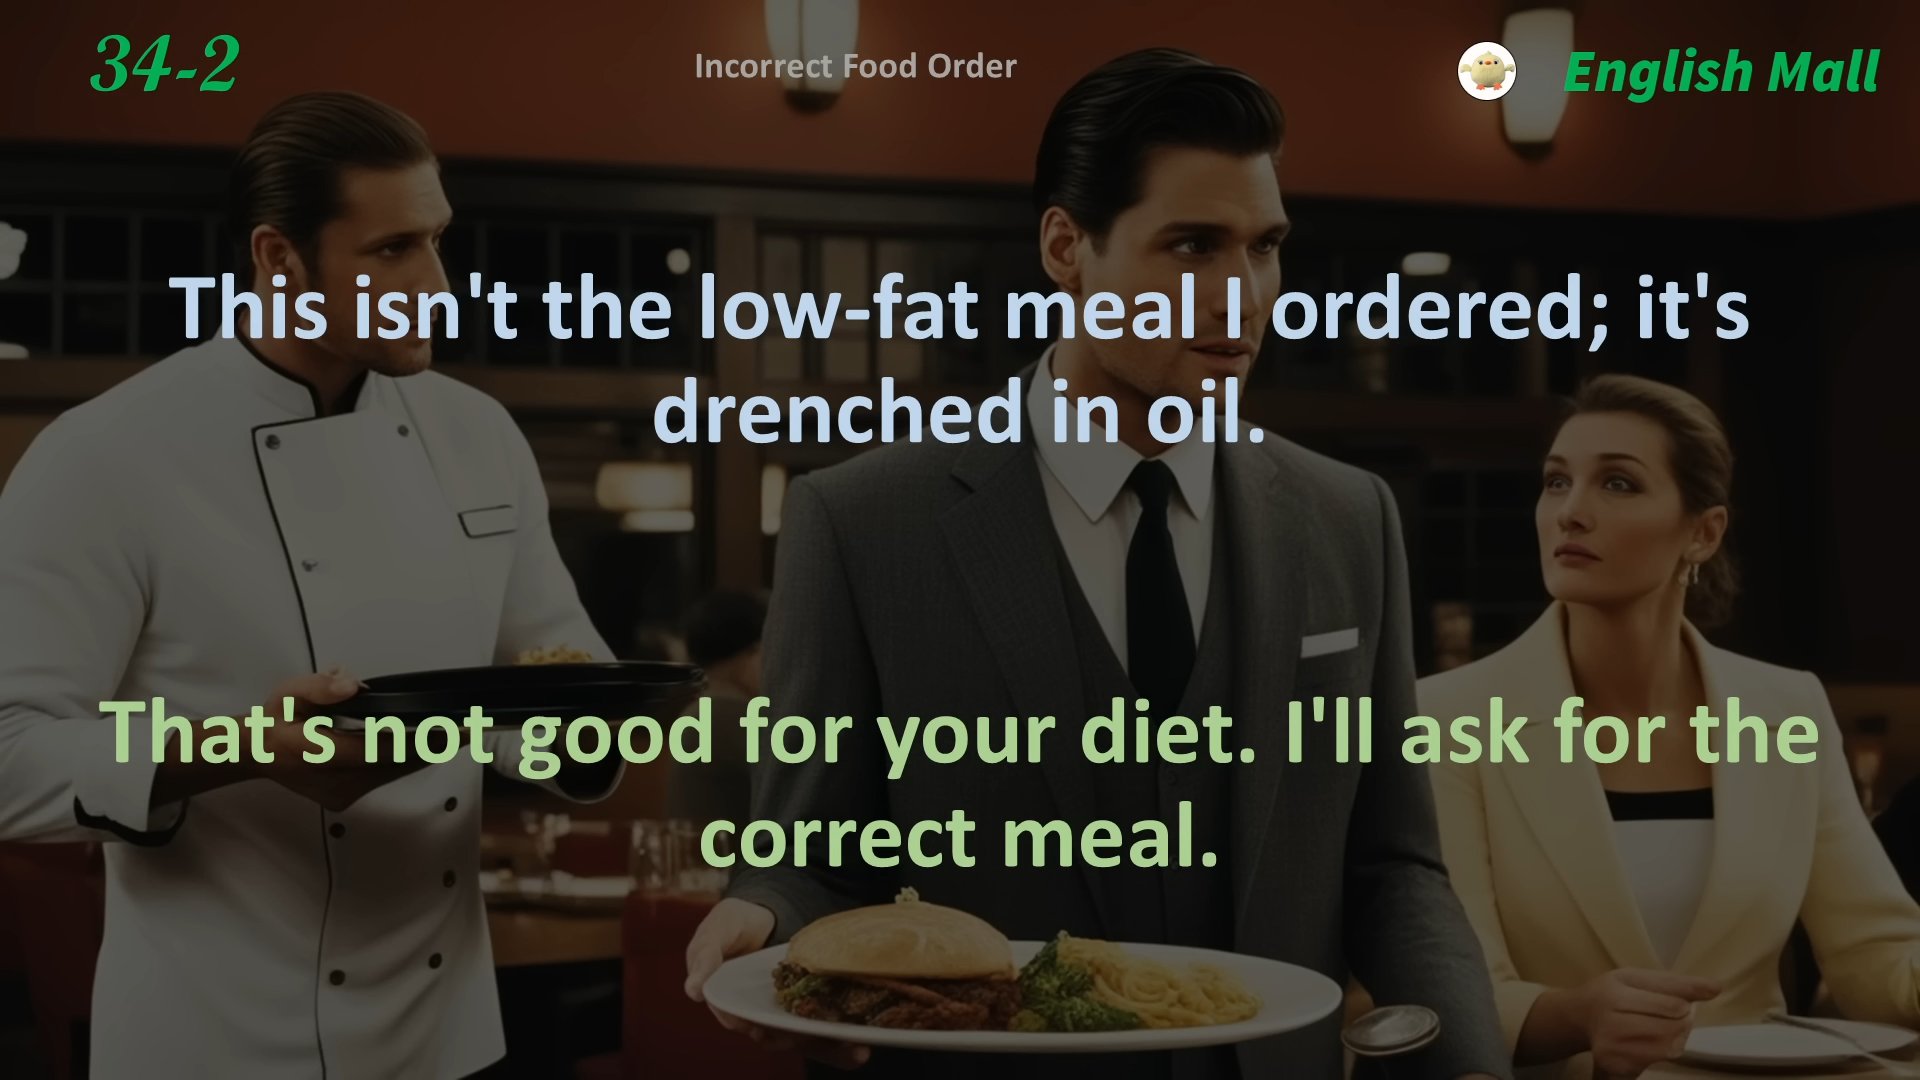 34-2
Incorrect Food Order
English Mall
This isn't the low-fat meal I ordered; it's
drenched in oil.
That's not good for your diet. I'll ask for the
correct meal.